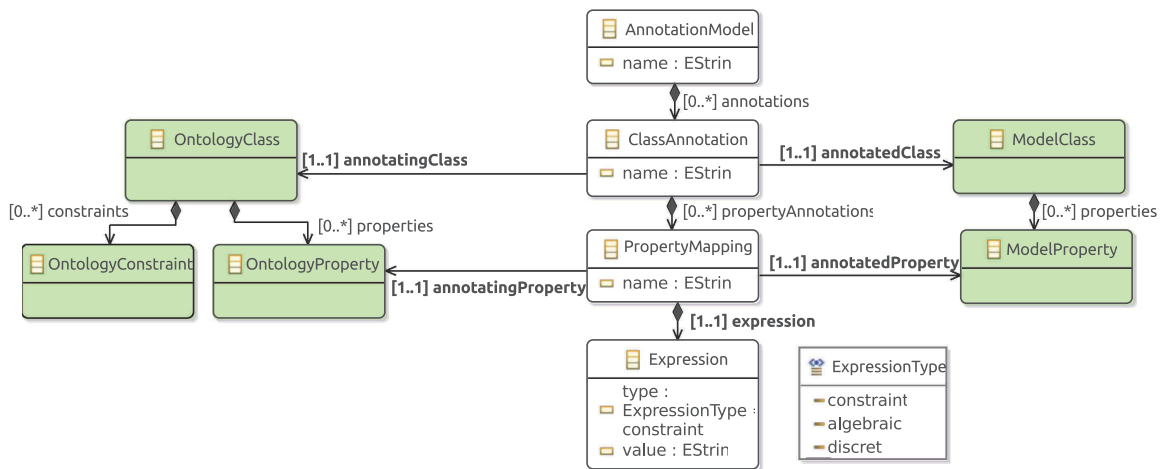 AnnotationModel
name : EStrin
[0..*] annotations
OntologyClass
ClassAnnotation
ModelClass
[1..1] annotatingClass
name : EStrin
[1..1] annotatedClass
[0..*] constraints
[0..*] properties
[0..*] propertyAnnotations
[0..*] properties
OntologyConstraint
OntologyProperty
PropertyMapping
ModelProperty
[1..1] annotatingProperty
name : EStrin
[1..1] annotatedProperty
[1..1] expression
Expression
type :
ExpressionType =
constraint
value : EStrin
ExpressionType
constraint
algebraic
discret